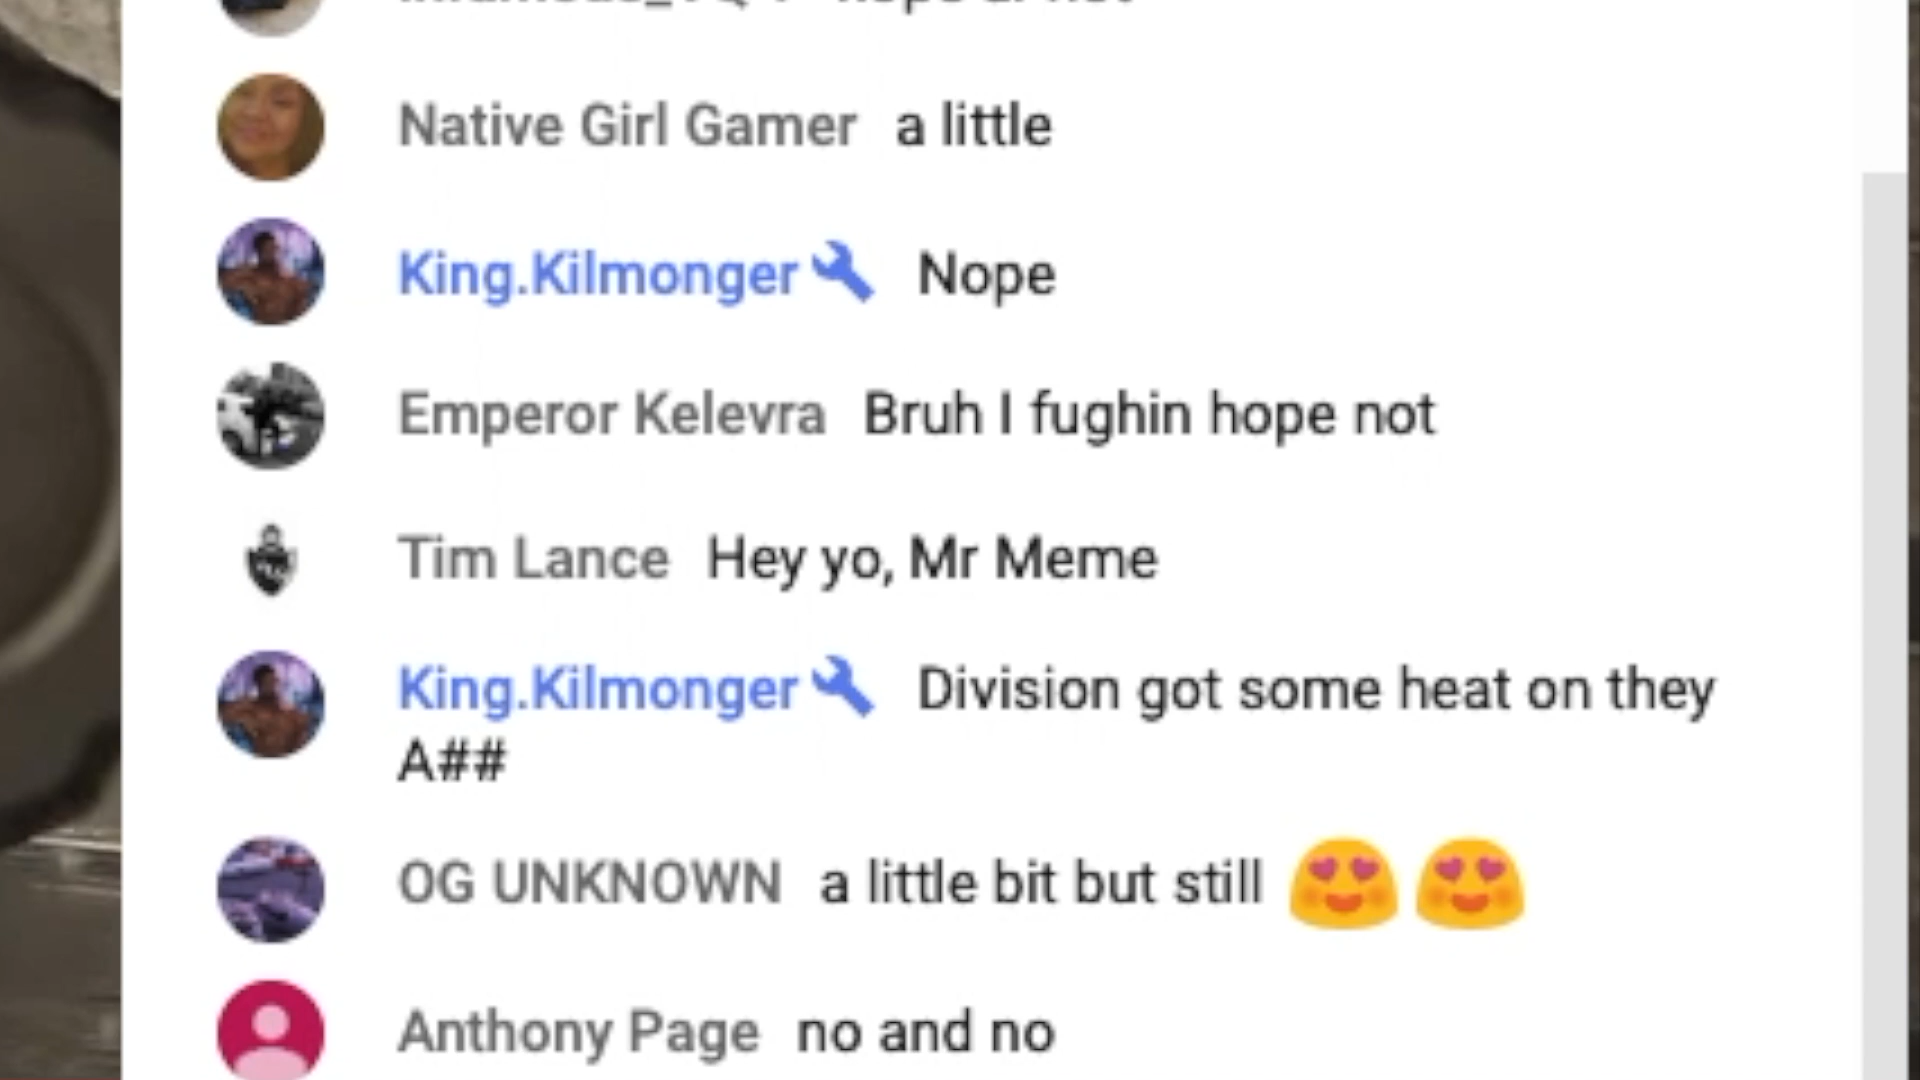 Native Girl Gamer a little
King.Kilmonger Nope
Emperor Kelevra Bruh I fughin hope not
Tim Lance Hey yo, Mr Meme
King.Kilmonger Division got some heat on they
A##
OG UNKNOWN a little bit but still 😍 😍
Anthony Page no and no